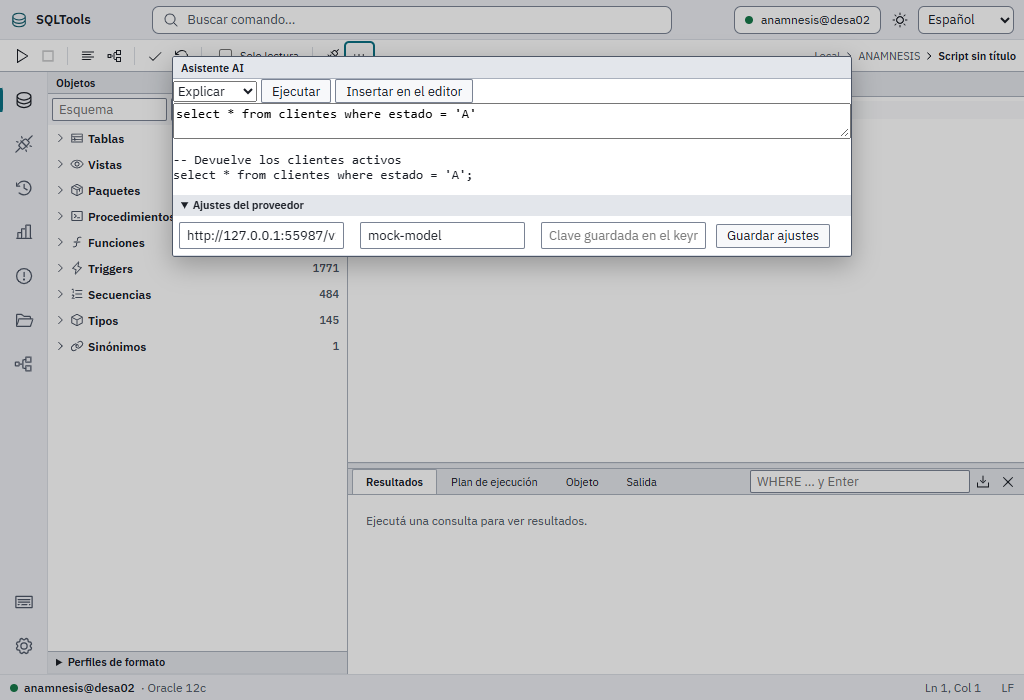 SQLTools
Buscar comando...
anamnesis@desa02
Español
Solo lectura
Local > ANAMNESIS > Script sin título
Asistente AI
Explicar
Ejecutar
Insertar en el editor
select * from clientes where estado = 'A'
-- Devuelve los clientes activos
select * from clientes where estado = 'A';
Ajustes del proveedor
http://127.0.0.1:55987/v
mock-model
Clave guardada en el keyr
Guardar ajustes
Objetos
Esquema
Tablas
Vistas
Paquetes
Procedimientos
Funciones
Triggers 1771
Secuencias 484
Tipos 145
Sinónimos 1
Perfiles de formato
Resultados
Plan de ejecución
Objeto
Salida
WHERE ... y Enter
Ejecutá una consulta para ver resultados.
anamnesis@desa02 · Oracle 12c
Ln 1, Col 1
LF